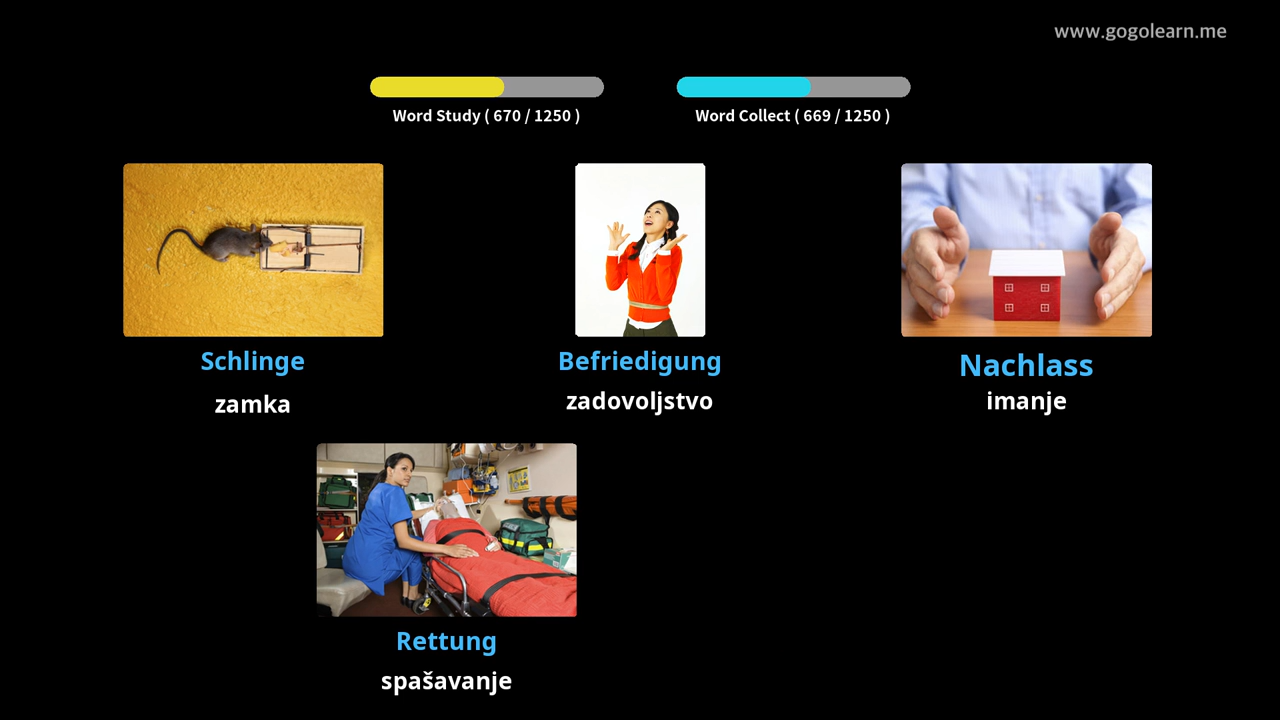 www.gogolearn.me
Word Study ( 670 / 1250 )
Word Collect ( 669 / 1250 )
Schlinge
zamka
Befriedigung
zadovoljstvo
Nachlass
imanje
Rettung
spašavanje